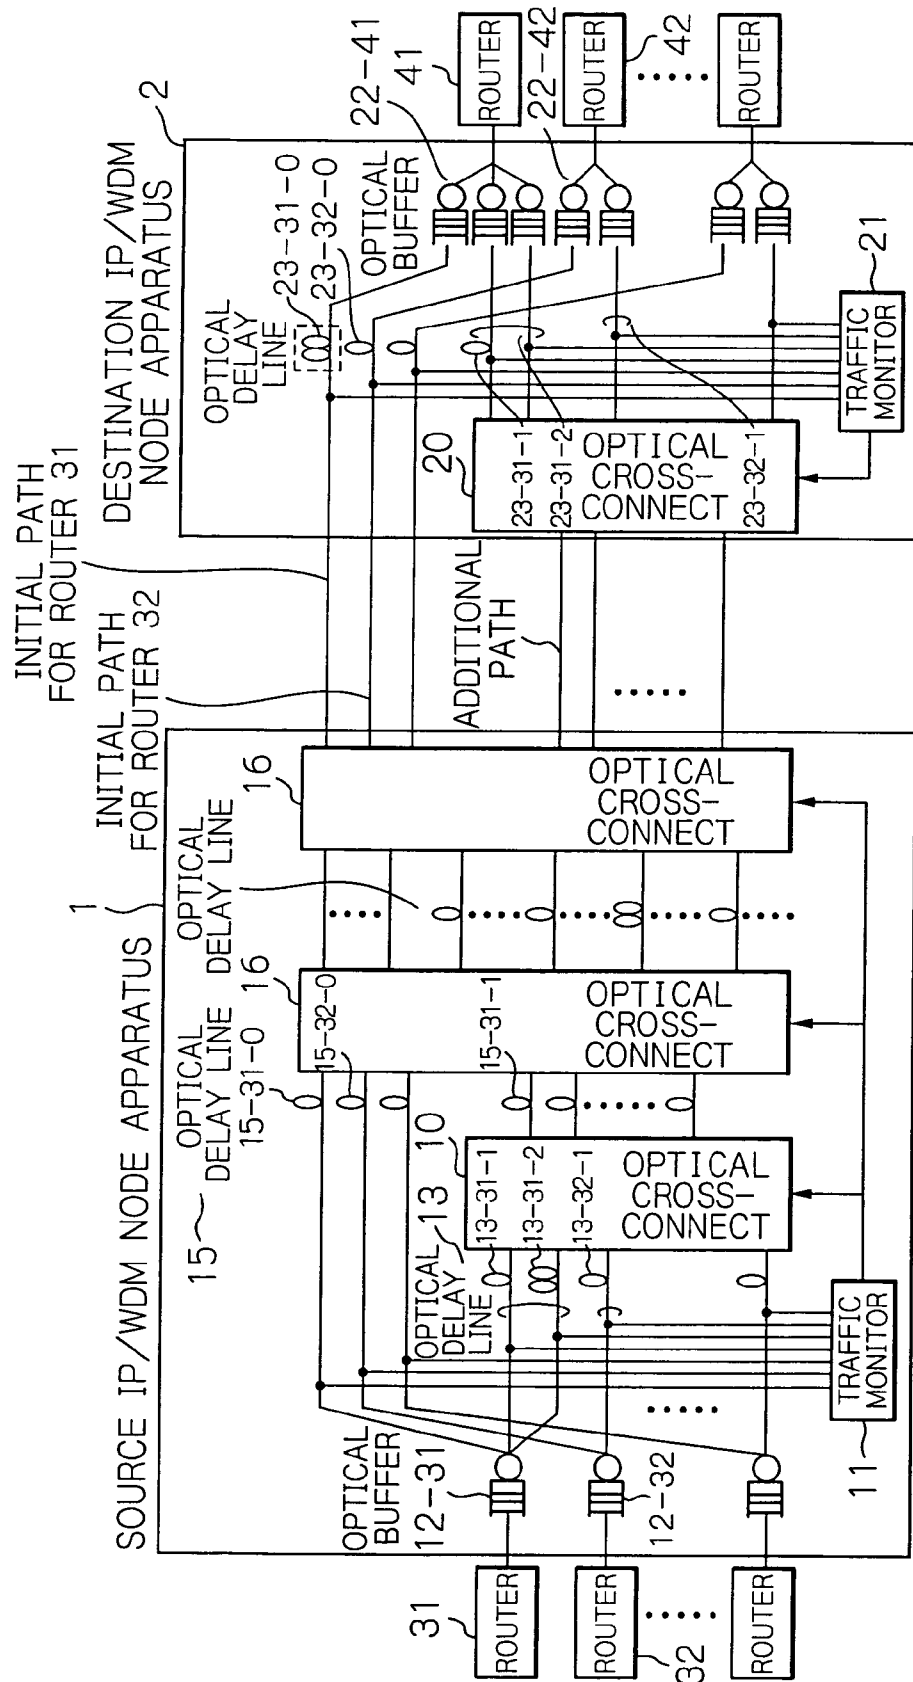 SOURCE IP/WDM NODE APPARATUS
1
INITIAL PATH
FOR ROUTER 31
INITIAL PATH
FOR ROUTER 32
DESTINATION IP/WDM
NODE APPARATUS
2
15
OPTICAL
DELAY LINE
15-31-0
OPTICAL
DELAY LINE
16
16
15-32-0
15-31-1
OPTICAL
CROSS-
CONNECT
OPTICAL
CROSS-
CONNECT
OPTICAL
BUFFER
12-31
12-32
31
ROUTER
ROUTER
32
ROUTER
OPTICAL
DELAY
LINE
13
10
13-31-1
13-31-2
13-32-1
OPTICAL
CROSS-
CONNECT
TRAFFIC
MONITOR
11
ADDITIONAL
PATH
OPTICAL
DELAY
LINE
23-31-0
23-32-0
OPTICAL
BUFFER
20
23-31-1
23-31-2
23-32-1
OPTICAL
CROSS-
CONNECT
TRAFFIC
MONITOR
21
22-41
41
ROUTER
22-42
ROUTER
42
ROUTER